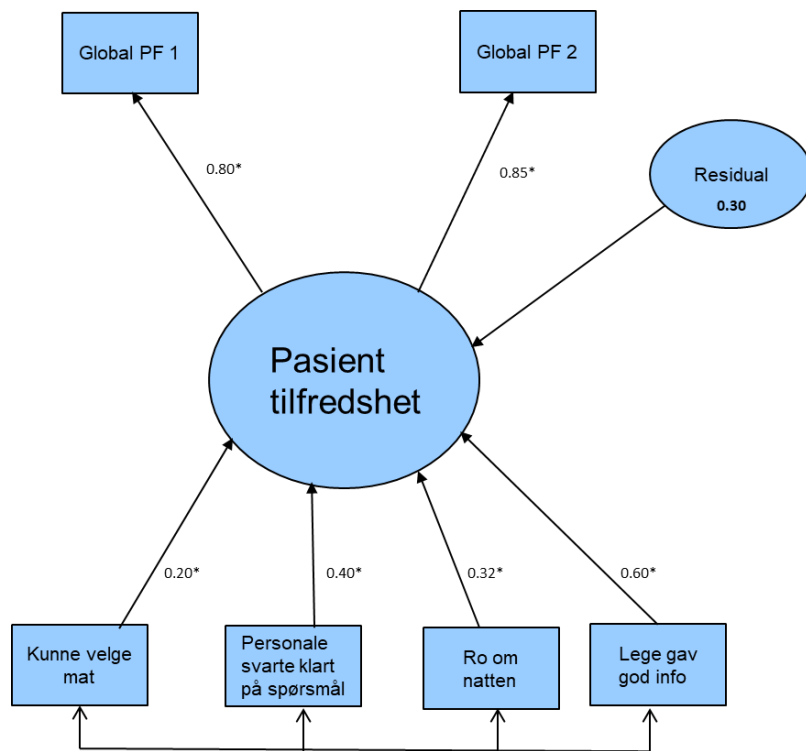 Global PF 1
Global PF 2
0.80*
0.85*
Residual
0.30
Pasient
tilfredshet
0.20*
0.40*
0.32*
0.60*
Kunne velge
mat
Personale
svarte klart
på spørsmål
Ro om
natten
Lege gav
god info